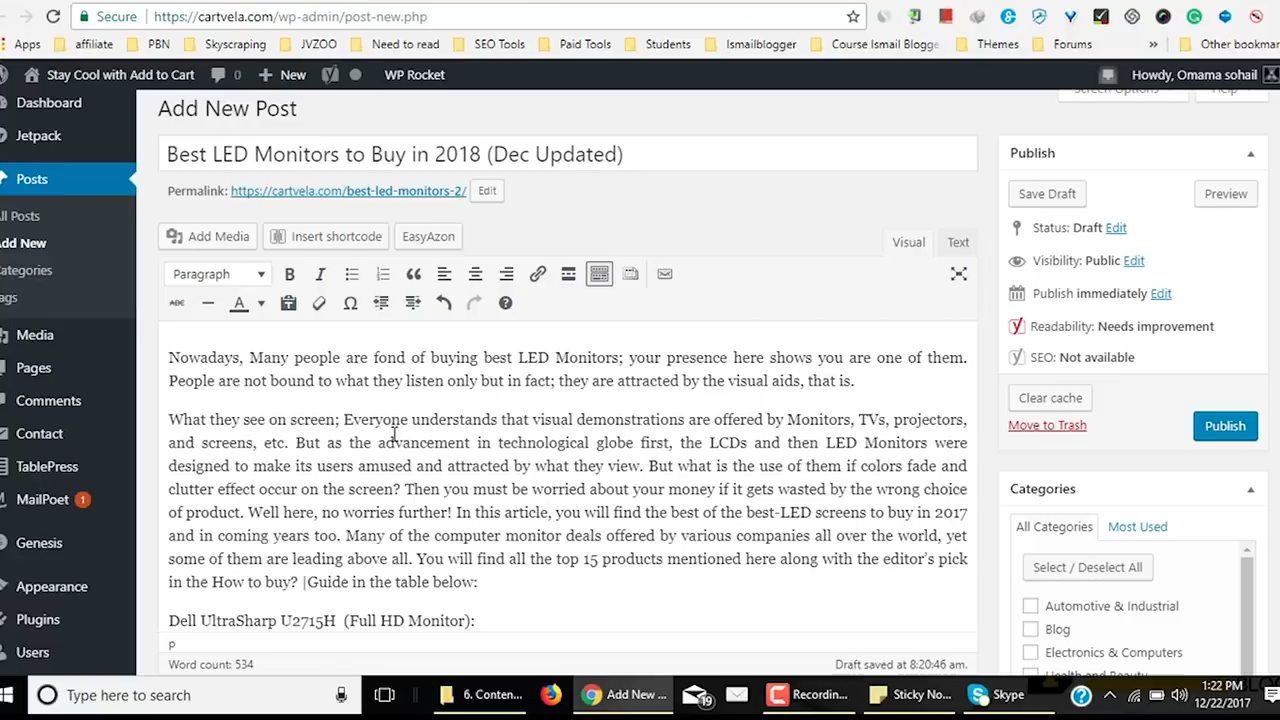 Secure https://cartvela.com/wp-admin/post-new.php
Apps affiliate PBN Skyscraping JVZOO Need to read SEO Tools Paid Tools Students Ismailblogger Course Ismail Blogge THemes Forums » Other bookmar
Stay Cool with Add to Cart 0 New WP Rocket Howdy, Omama sohail
Dashboard
Jetpack
Posts
All Posts
Add New
Categories
Tags
Media
Pages
Comments
Contact
TablePress
MailPoet 1
Genesis
Appearance
Plugins
Users
Screen Options Help
Add New Post
Best LED Monitors to Buy in 2018 (Dec Updated)
Permalink: https://cartvela.com/best-led-monitors-2/ Edit
Add Media Insert shortcode EasyAzon
Visual Text
Paragraph B I
ABC A
Nowadays, Many people are fond of buying best LED Monitors; your presence here shows you are one of them.
People are not bound to what they listen only but in fact; they are attracted by the visual aids, that is.
What they see on screen; Everyone understands that visual demonstrations are offered by Monitors, TVs, projectors,
and screens, etc. But as the advancement in technological globe first, the LCDs and then LED Monitors were
designed to make its users amused and attracted by what they view. But what is the use of them if colors fade and
clutter effect occur on the screen? Then you must be worried about your money if it gets wasted by the wrong choice
of product. Well here, no worries further! In this article, you will find the best of the best-LED screens to buy in 2017
and in coming years too. Many of the computer monitor deals offered by various companies all over the world, yet
some of them are leading above all. You will find all the top 15 products mentioned here along with the editor's pick
in the How to buy? |Guide in the table below:
Dell UltraSharp U2715H (Full HD Monitor):
p
Word count: 534 Draft saved at 8:20:46 am.
Publish
Save Draft Preview
Status: Draft Edit
Visibility: Public Edit
Publish immediately Edit
Readability: Needs improvement
SEO: Not available
Clear cache
Move to Trash Publish
Categories
All Categories Most Used
Select / Deselect All
Automotive & Industrial
Blog
Electronics & Computers
Health and Beauty
Type here to search 6. Conten... Add New ... 19 Recordin... Sticky No... Skype 1:22 PM
12/22/2017